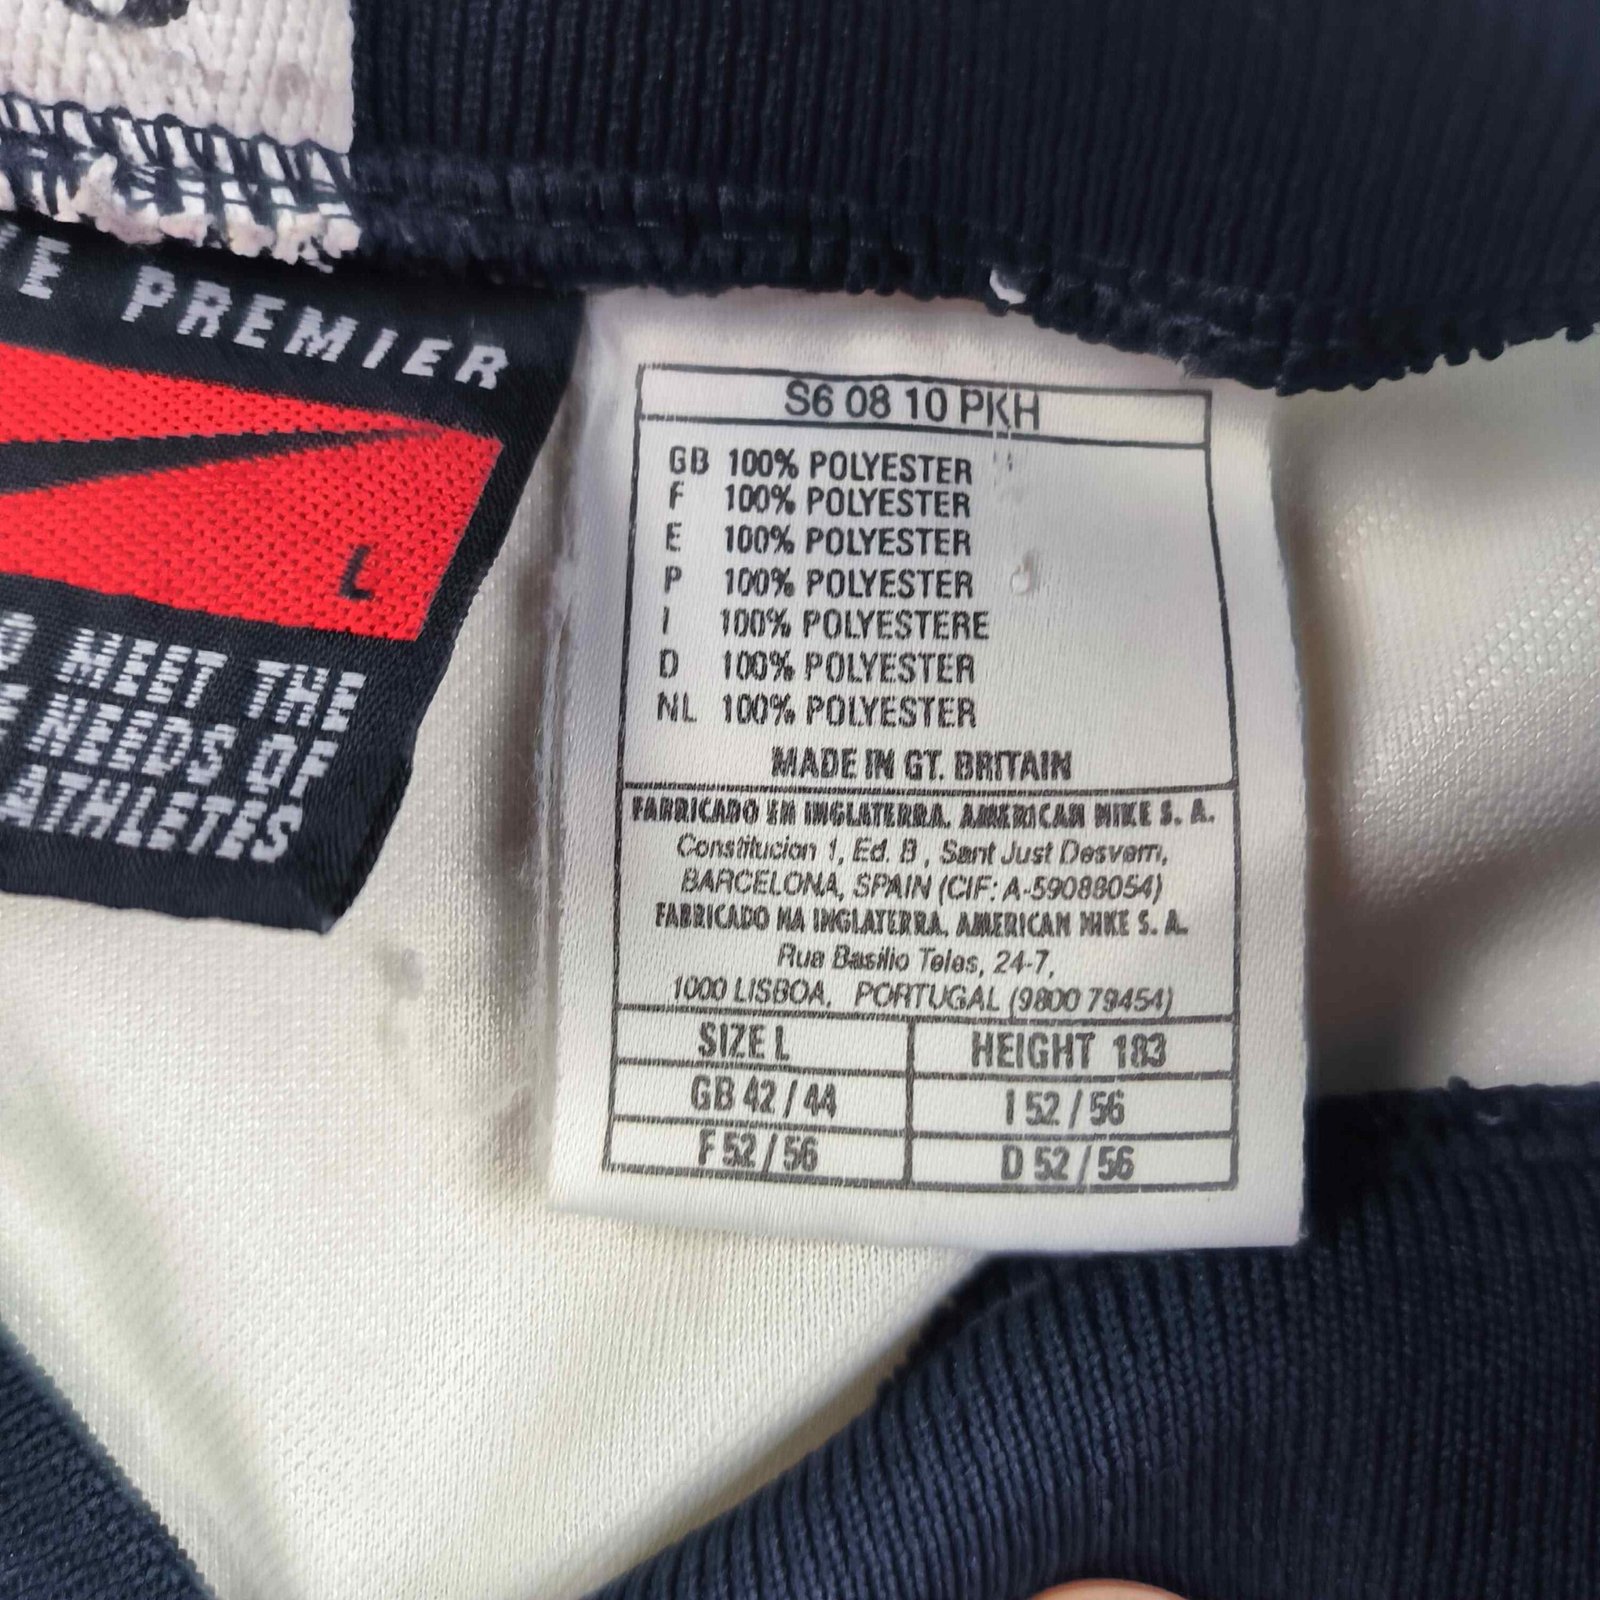 PREMIER
L
MEET THE
NEEDS OF
ATHLETES
S6 08 10 PKH
GB 100% POLYESTER
F 100% POLYESTER
E 100% POLYESTER
P 100% POLYESTER
I 100% POLYESTERE
D 100% POLYESTER
NL 100% POLYESTER
MADE IN GT. BRITAIN
FABRICADO EN INGLATERRA. AMERICAN NIKE S. A.
Constitucion 1, Ed. B, Sant Just Desvern,
BARCELONA, SPAIN (CIF: A-59088054)
FABRICADO NA INGLATERRA. AMERICAN NIKE S. A.
Rua Basilio Teles, 24-7,
1000 LISBOA, PORTUGAL (9800 79454)
SIZE L HEIGHT 183
GB 42 / 44 I 52 / 56
F 52 / 56 D 52 / 56